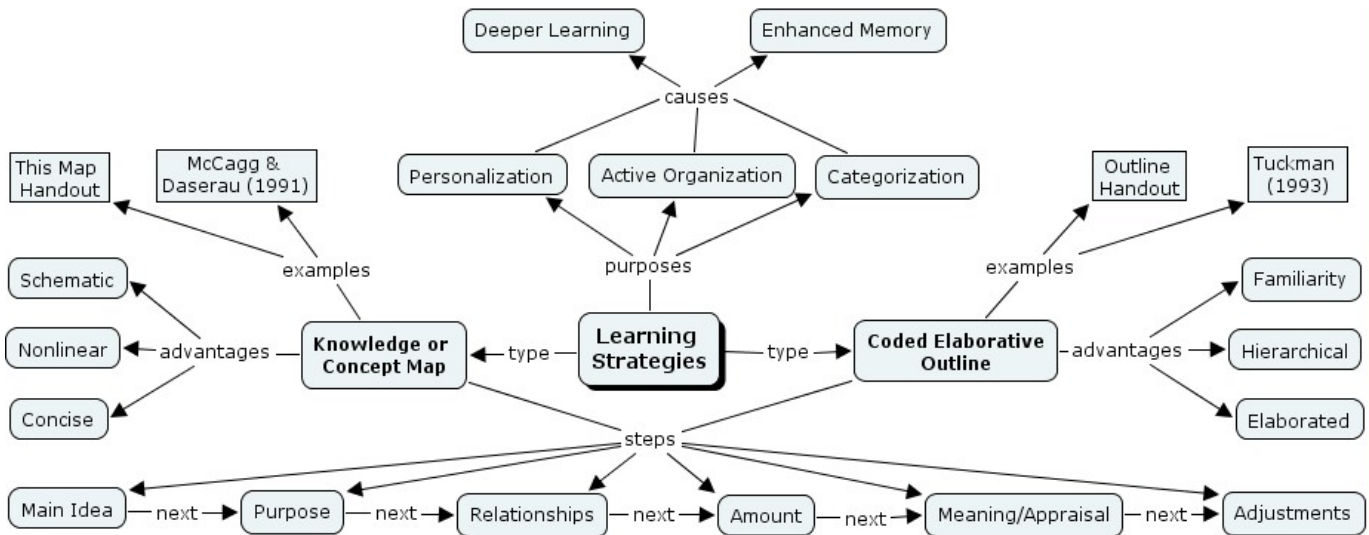 Deeper Learning
Enhanced Memory
causes
This Map
Handout
McCagg &
Daserau (1991)
Personalization
Active Organization
Categorization
Outline
Handout
Tuckman
(1993)
examples
purposes
examples
Schematic
Nonlinear
Concise
advantages
Knowledge or
Concept Map
type
Learning
Strategies
type
Coded Elaborative
Outline
advantages
Familiarity
Hierarchical
Elaborated
steps
Main Idea
next
Purpose
next
Relationships
next
Amount
next
Meaning/Appraisal
next
Adjustments